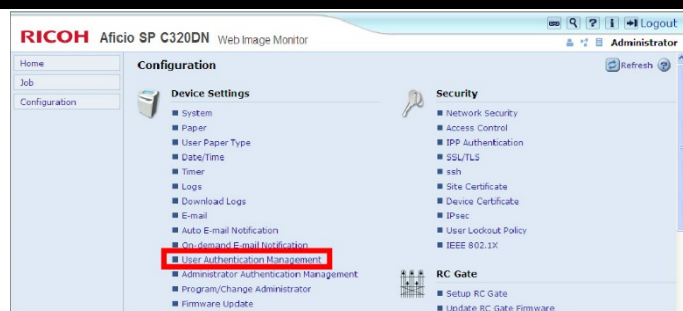 Logout
RICOH Aficio SP C320DN Web Image Monitor
Administrator
Home
Job
Configuration
Configuration
Refresh
Device Settings
System
Paper
User Paper Type
Date/Time
Timer
Logs
Download Logs
E-mail
Auto E-mail Notification
On-demand E-mail Notification
User Authentication Management
Administrator Authentication Management
Program/Change Administrator
Firmware Update
Security
Network Security
Access Control
IPP Authentication
SSL/TLS
ssh
Site Certificate
Device Certificate
IPsec
User Lockout Policy
IEEE 802.1X
RC Gate
Setup RC Gate
Update RC Gate Firmware